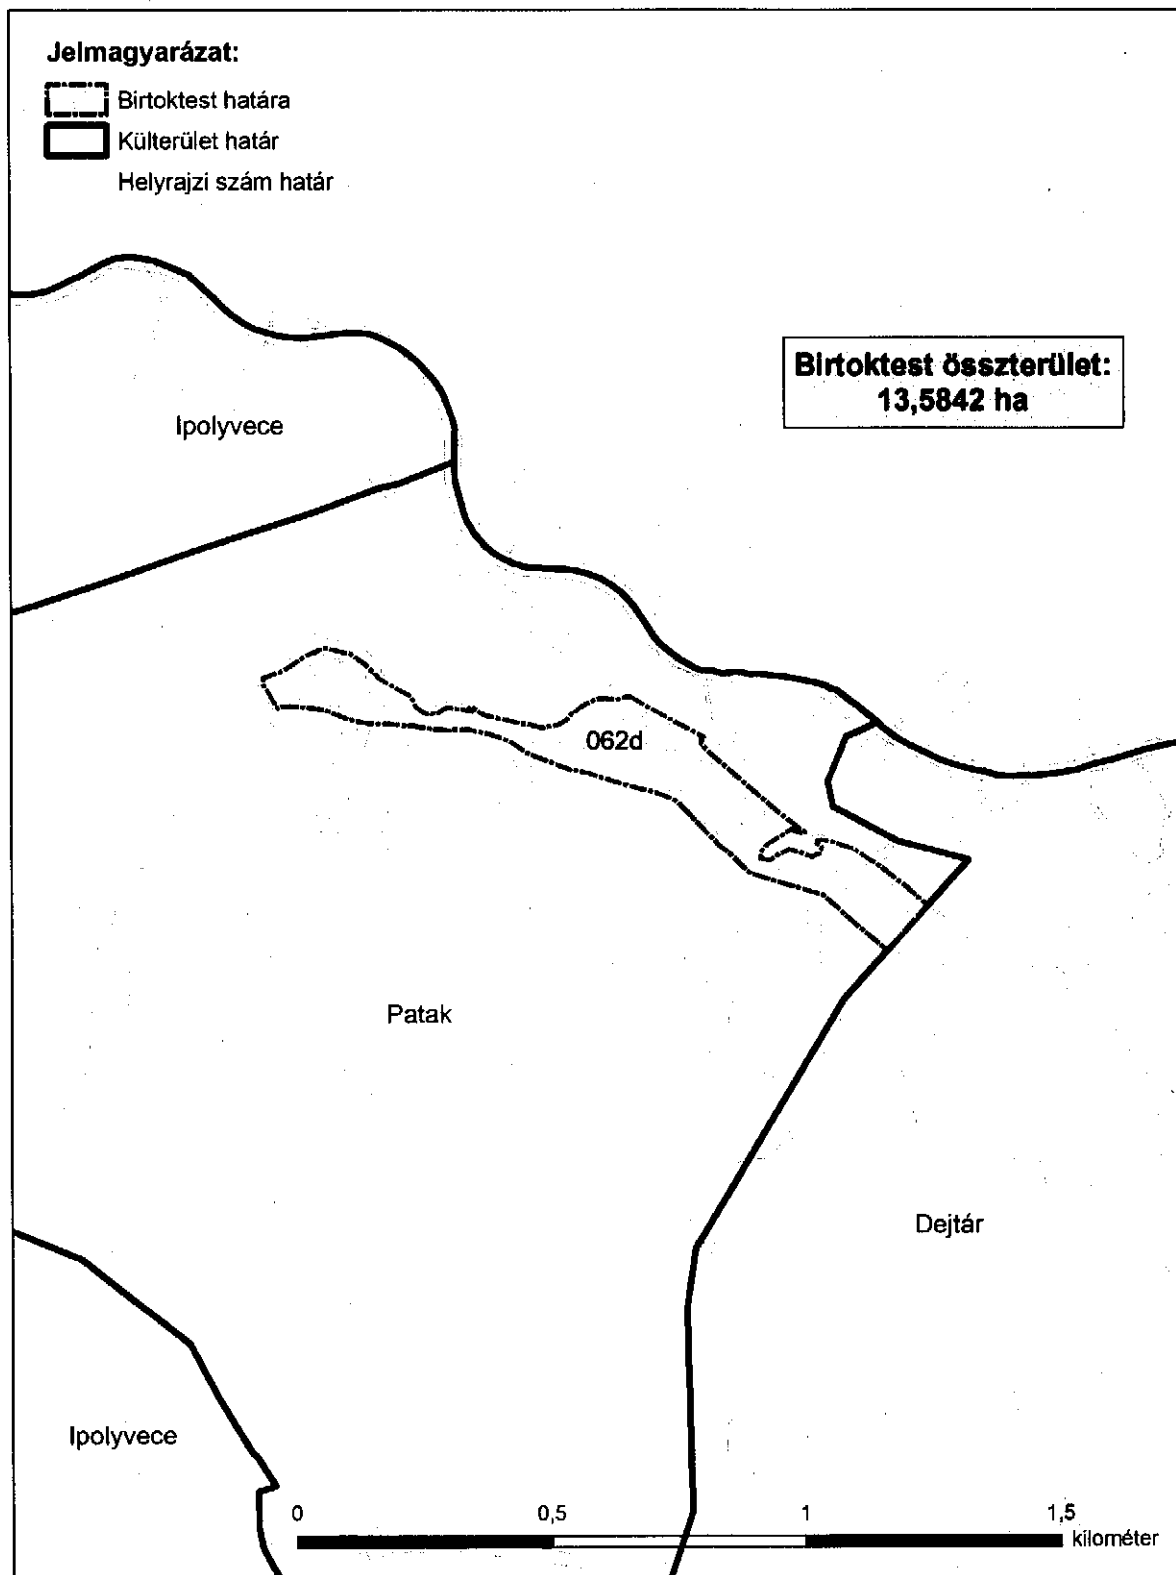 Jelmagyarázat:
Birtoktest határa
Külterület határ
Helyrajzi szám határ
Birtoktest összterület:
13,5842 ha
Ipolyvece
062d
Patak
Dejtár
Ipolyvece
0 0,5 1 1,5
kilométer